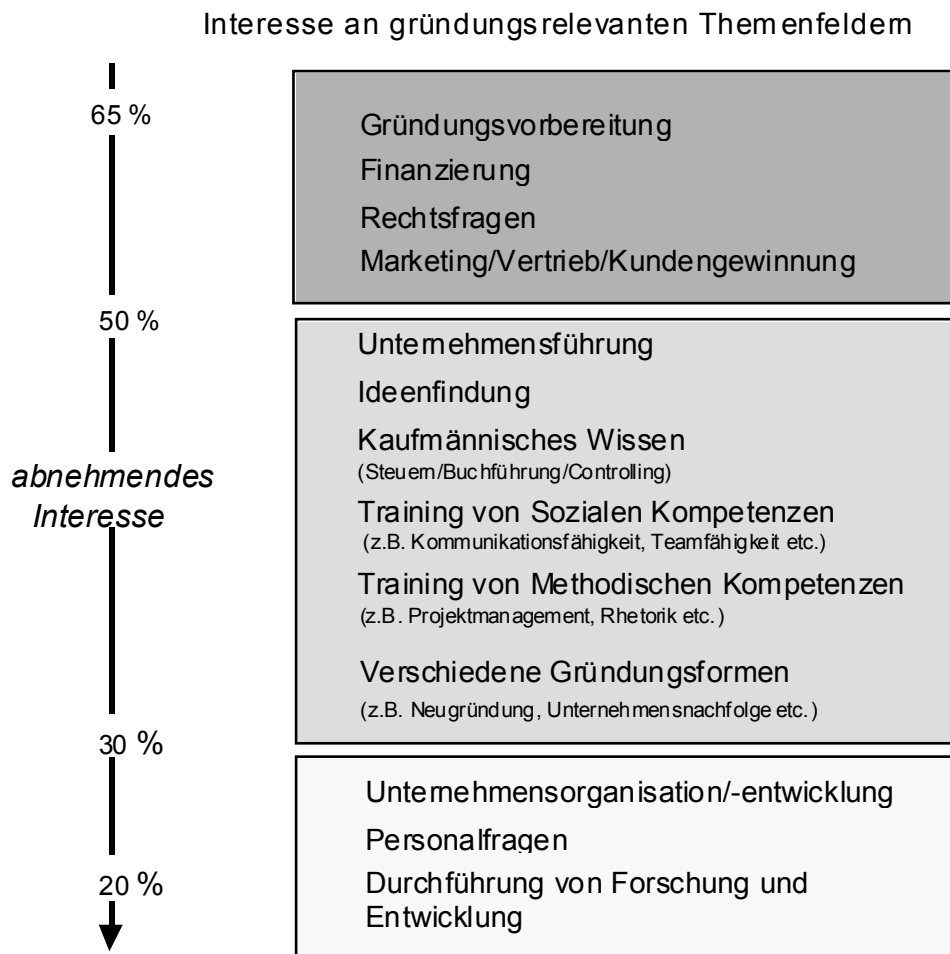 Interesse an gründungsrelevanten Themenfeldern
65 %
Gründungsvorbereitung
Finanzierung
Rechtsfragen
Marketing/Vertrieb/Kundengewinnung
50 %
Unternehmensführung
Ideenfindung
Kaufmännisches Wissen
(Steuern/Buchführung/Controlling)
abnehmendes
Interesse
Training von Sozialen Kompetenzen
(z.B. Kommunikationsfähigkeit, Teamfähigkeit etc.)
Training von Methodischen Kompetenzen
(z.B. Projektmanagement, Rhetorik etc.)
Verschiedene Gründungsformen
(z.B. Neugründung, Unternehmensnachfolge etc.)
30 %
Unternehmensorganisation/-entwicklung
Personalfragen
20 %
Durchführung von Forschung und
Entwicklung